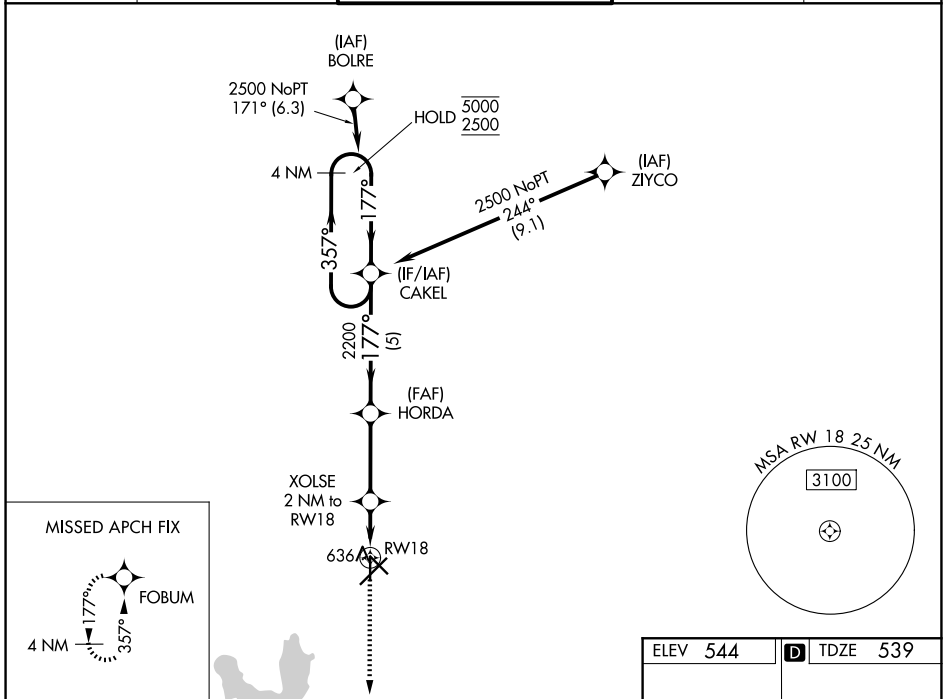 (IAF)
BOLRE
2500 NoPT
171° (6.3)
HOLD 5000
2500
4 NM
177°
357°
(IAF)
ZIYCO
2500 NoPT
244°
(9.1)
(IF/IAF)
CAKEL
2200
177°
(5)
(FAF)
HORDA
XOLSE
2 NM to
RW18
636
RW18
MSA RW 18 25 NM
3100
MISSED APCH FIX
FOBUM
177°
357°
4 NM
ELEV 544
D TDZE 539